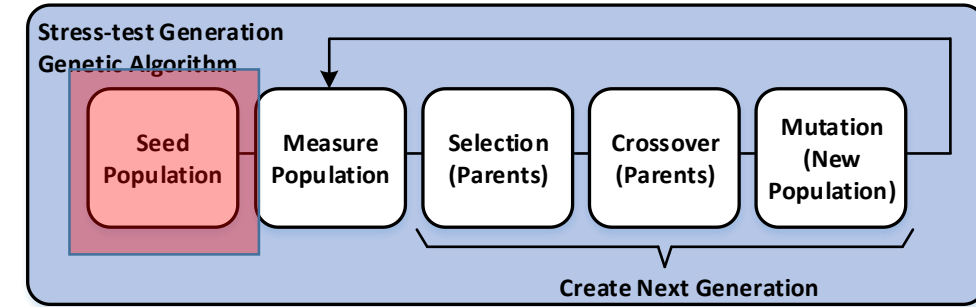 Stress-test Generation
Genetic Algorithm
Seed
Population
Measure
Population
Selection
(Parents)
Crossover
(Parents)
Mutation
(New
Population)
Create Next Generation